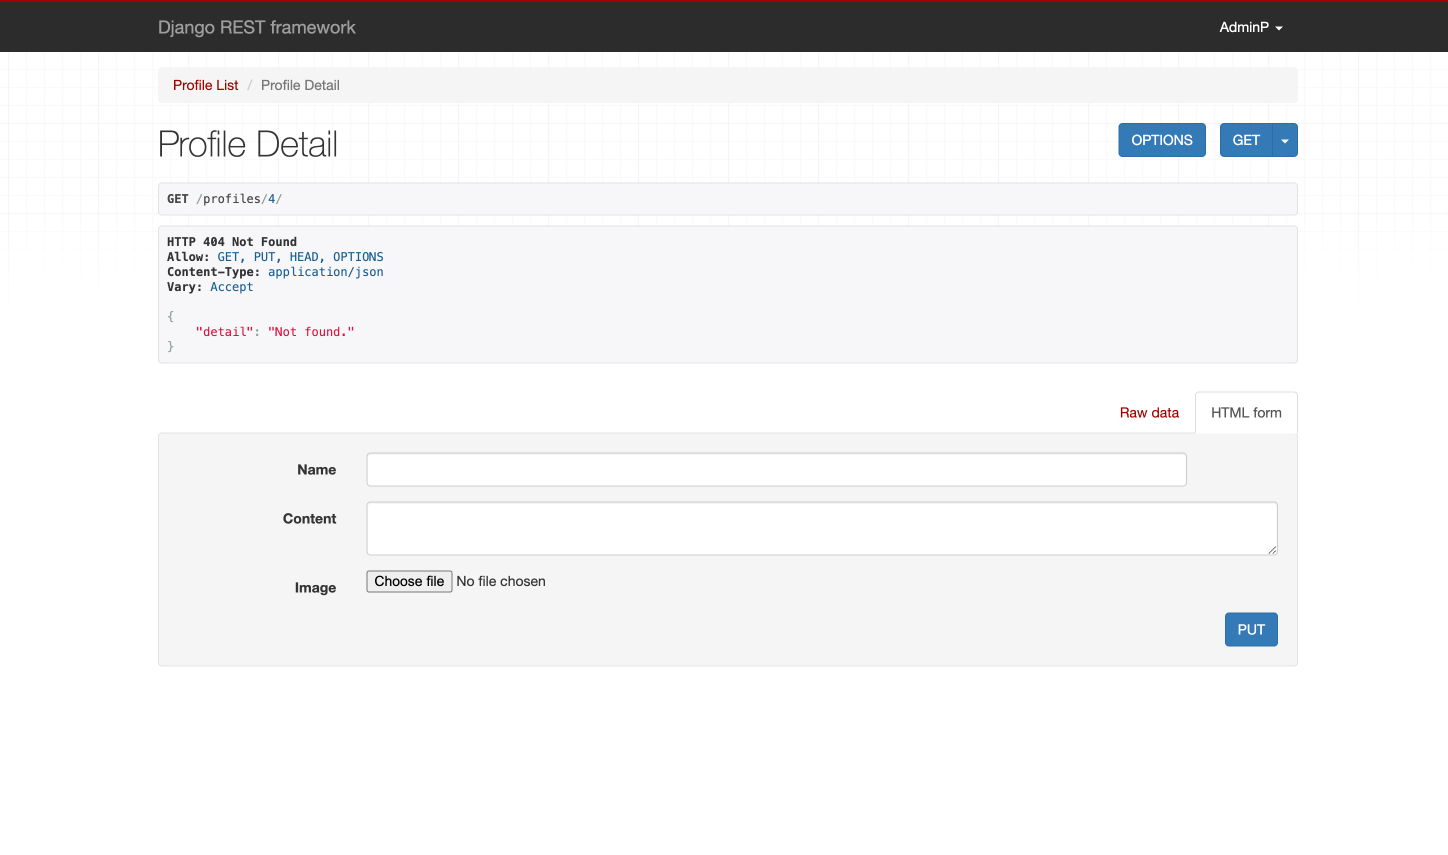 Django REST framework
AdminP
Profile List / Profile Detail
Profile Detail
OPTIONS
GET
GET /profiles/4/
HTTP 404 Not Found
Allow: GET, PUT, HEAD, OPTIONS
Content-Type: application/json
Vary: Accept
{
"detail": "Not found."
}
Raw data
HTML form
Name
Content
Image
Choose file No file chosen
PUT